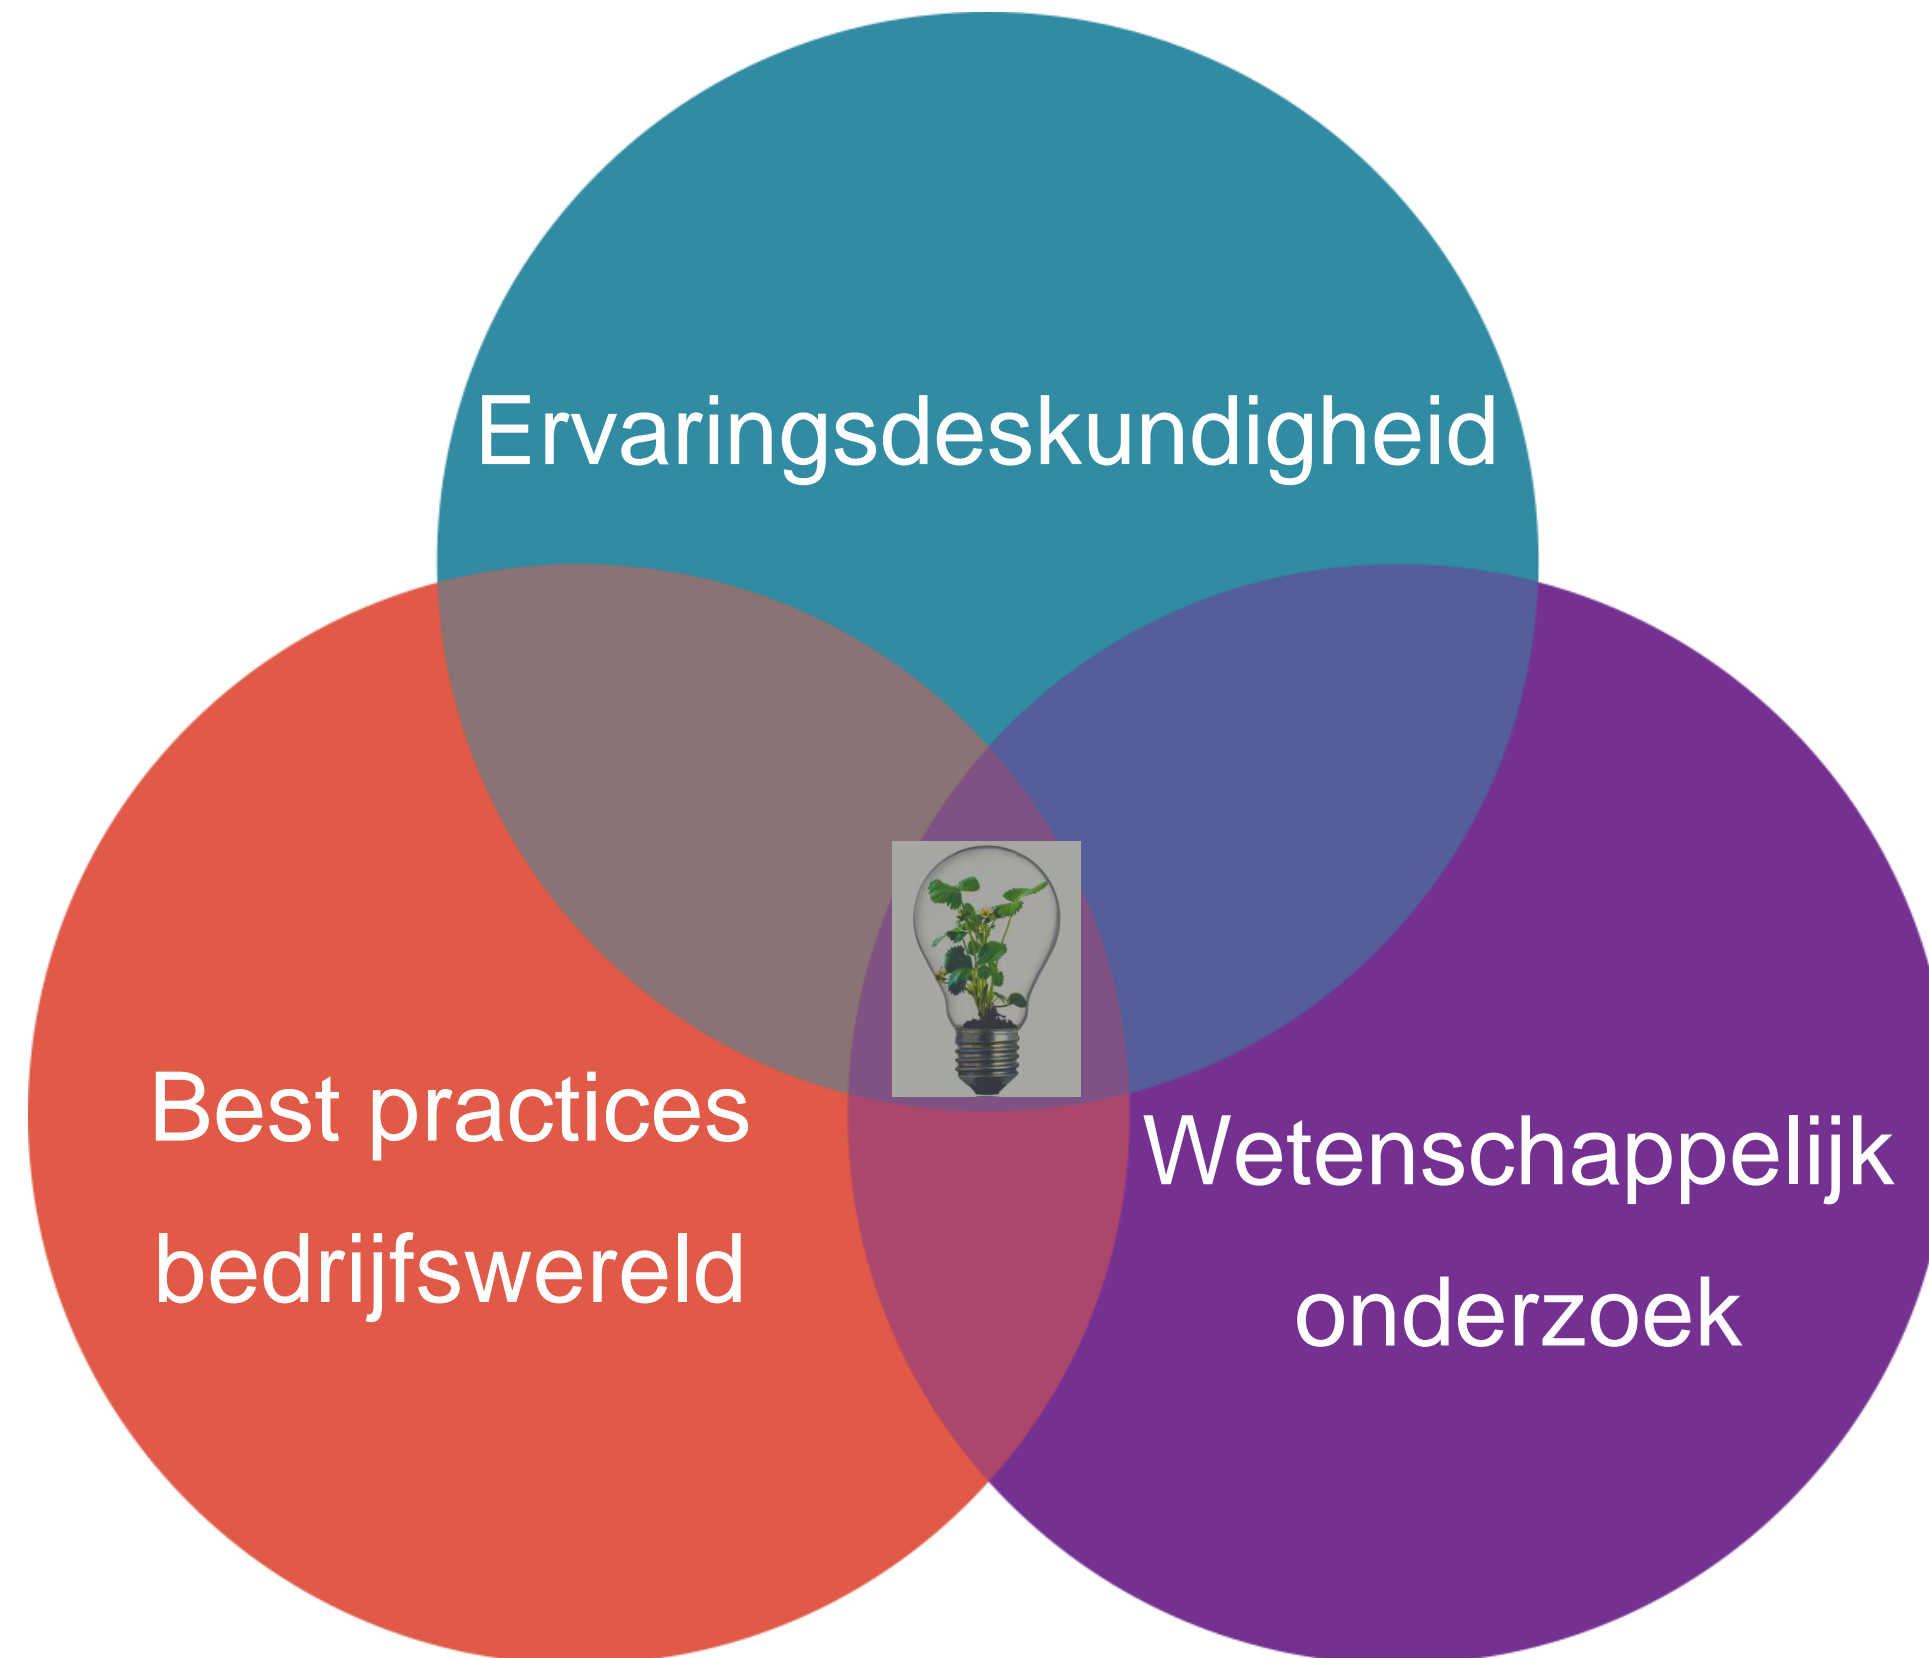 Ervaringsdeskundigheid
Best practices
bedrijfswereld
Wetenschappelijk
onderzoek